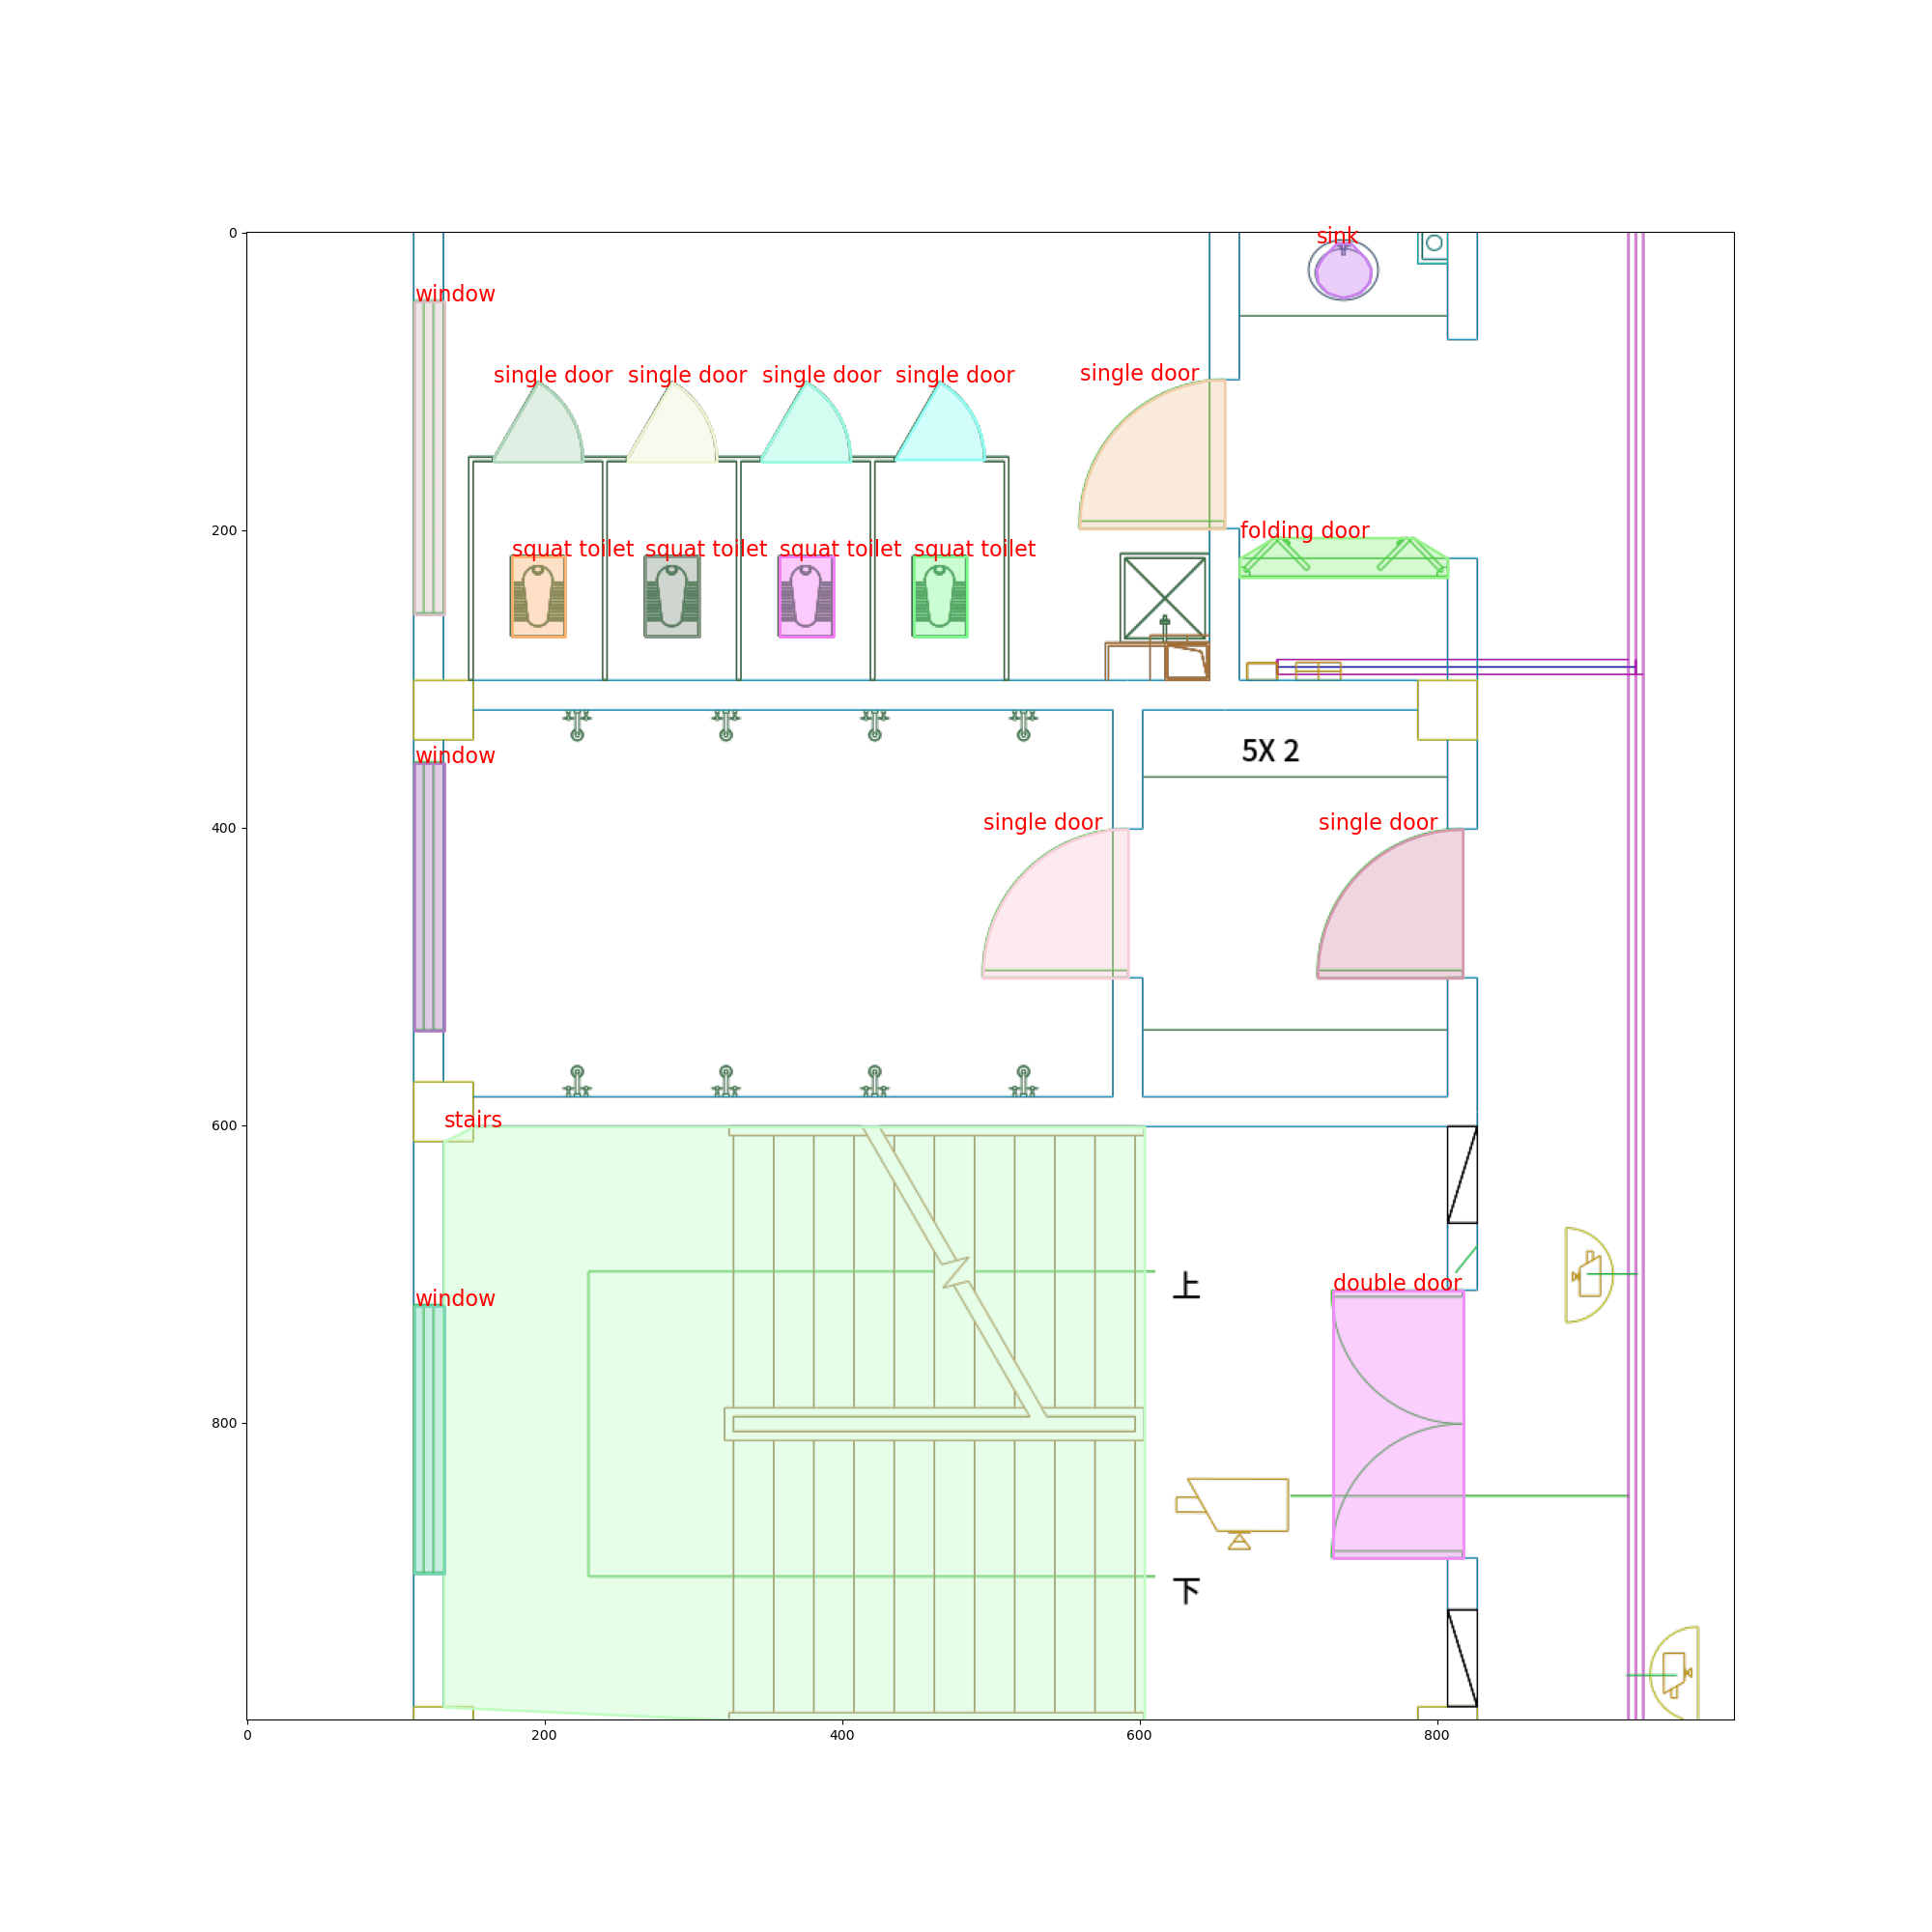 0
sink
window
single door single door single door single door single door
200
squat toilet squat toilet squat toilet squat toilet folding door
5X 2
window
400
single door single door
600
stairs
上
double door
window
800
下
0 200 400 600 800